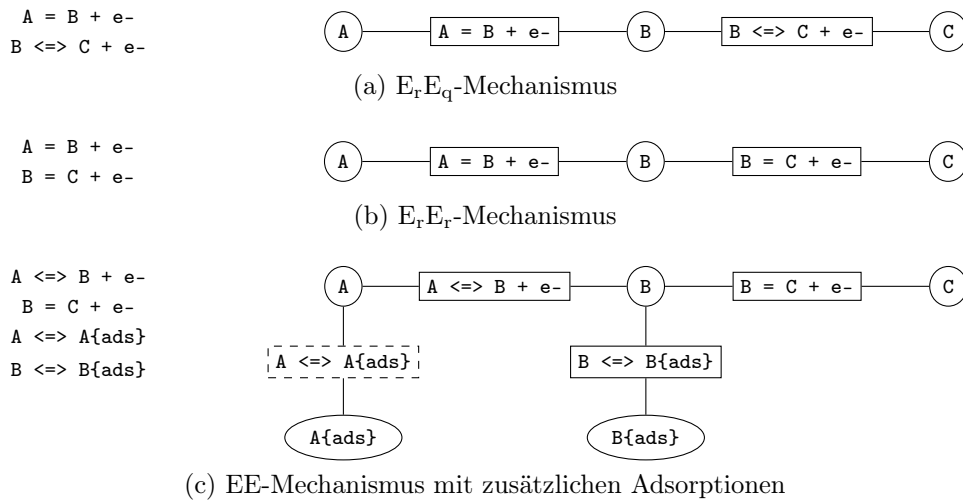 A = B + e-
B <=> C + e-
A A = B + e- B B <=> C + e- C
(a) ErEq-Mechanismus
A = B + e-
B = C + e-
A A = B + e- B B = C + e- C
(b) ErEr-Mechanismus
A <=> B + e-
B = C + e-
A <=> A{ads}
B <=> B{ads}
A A <=> B + e- B B = C + e- C
A <=> A{ads} B <=> B{ads}
A{ads} B{ads}
(c) EE-Mechanismus mit zusätzlichen Adsorptionen